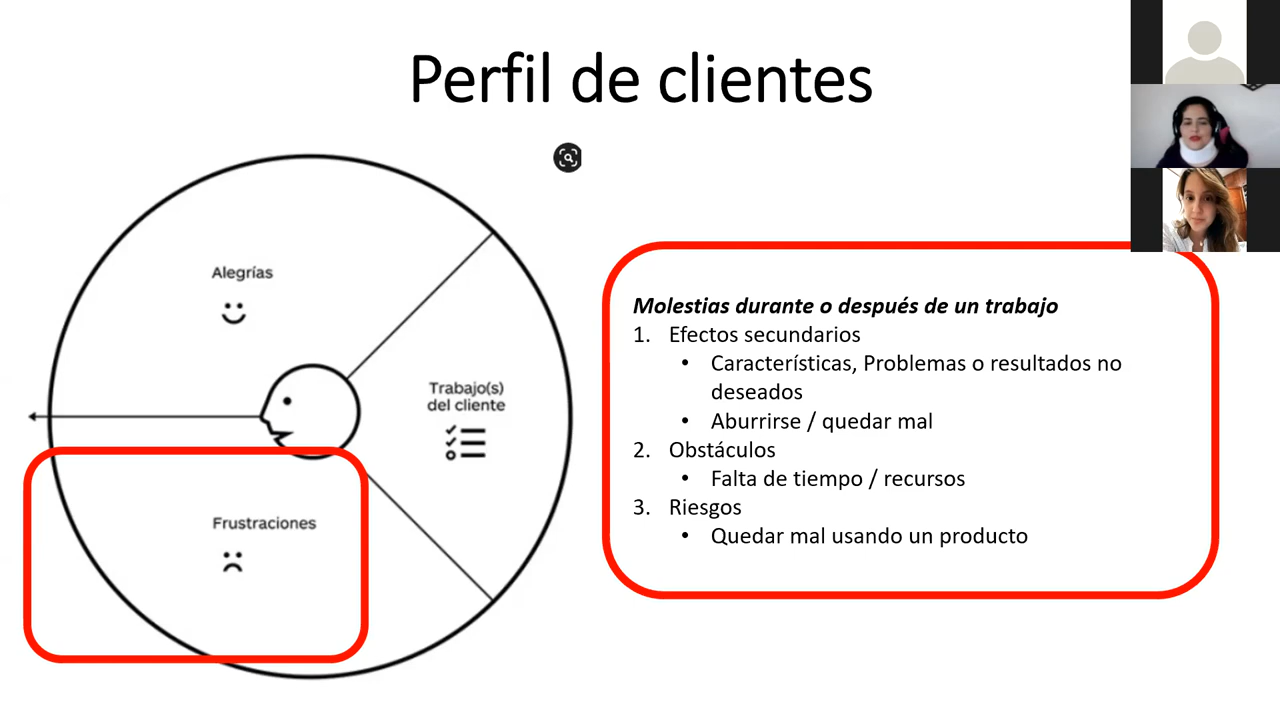 Perfil de clientes
Alegrías
Trabajo(s)
del cliente
Frustraciones
Molestias durante o después de un trabajo
1. Efectos secundarios
• Características, Problemas o resultados no
deseados
• Aburrirse / quedar mal
2. Obstáculos
• Falta de tiempo / recursos
3. Riesgos
• Quedar mal usando un producto